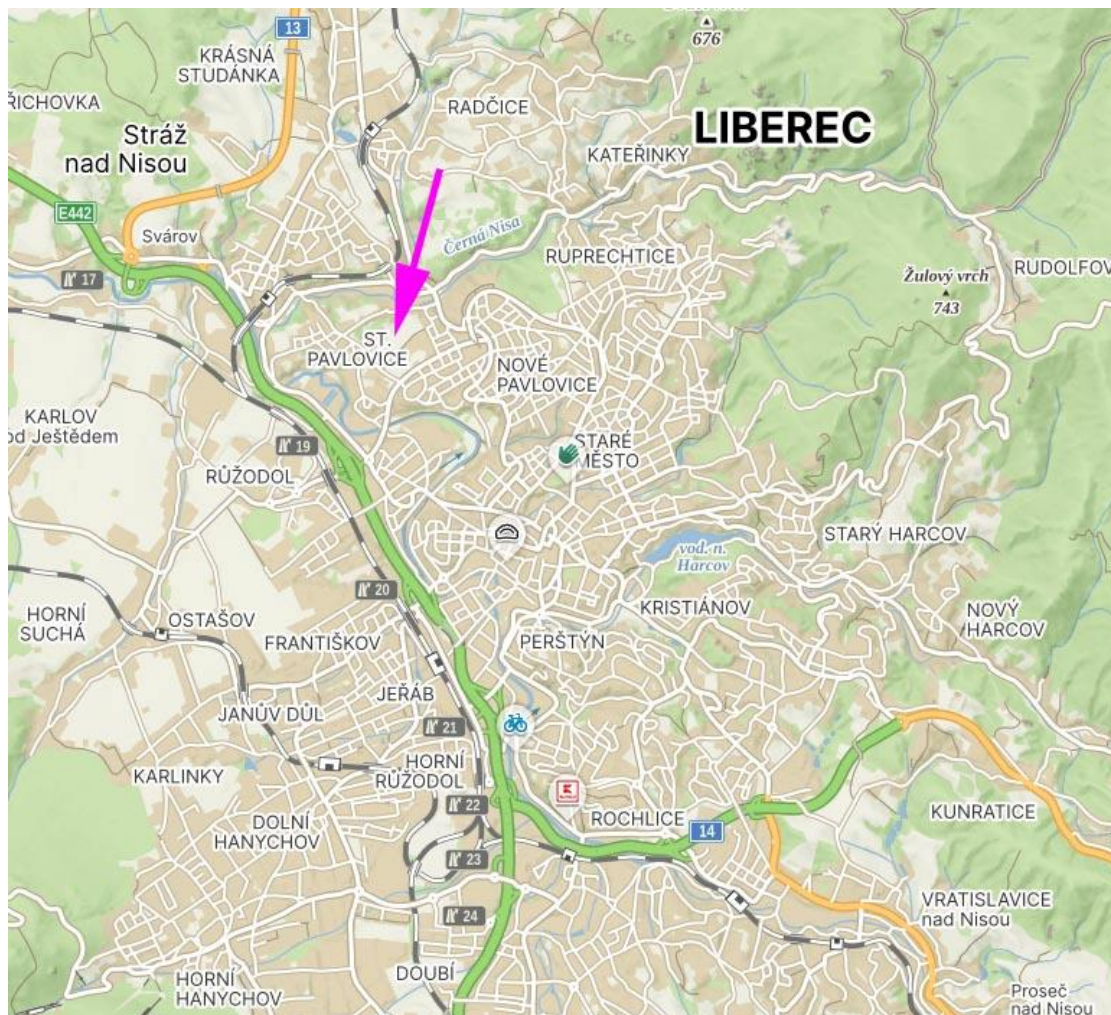 13
KRÁSNÁ
STUDÁNKA
676
RADČICE
Stráž
nad Nisou
LIBEREC
KATEŘINKY
E442
Svárov
Černá Nisa
RUPRECHTICE
17
Žulový vrch
743
RUDOLFOV
ST.
PAVLOVICE
NOVÉ
PAVLOVICE
KARLOV
od Ještědem
19
RŮŽODOL
STARÉ
MĚSTO
STARÝ HARCOV
vod. n.
Harcov
20
HORNÍ
SUCHÁ
OSTAŠOV
FRANTIŠKOV
KRISTIÁNOV
NOVÝ
HARCOV
PERŠTÝN
JEŘÁB
JANŮV DŮL
21
KARLINKY
HORNÍ
RŮŽODOL
22
DOLNÍ
HANYCHOV
ROCHLICE
14
KUNRATICE
23
24
VRATISLAVICE
nad Nisou
DOUBÍ
HORNÍ
HANYCHOV
Proseč
nad Nisou